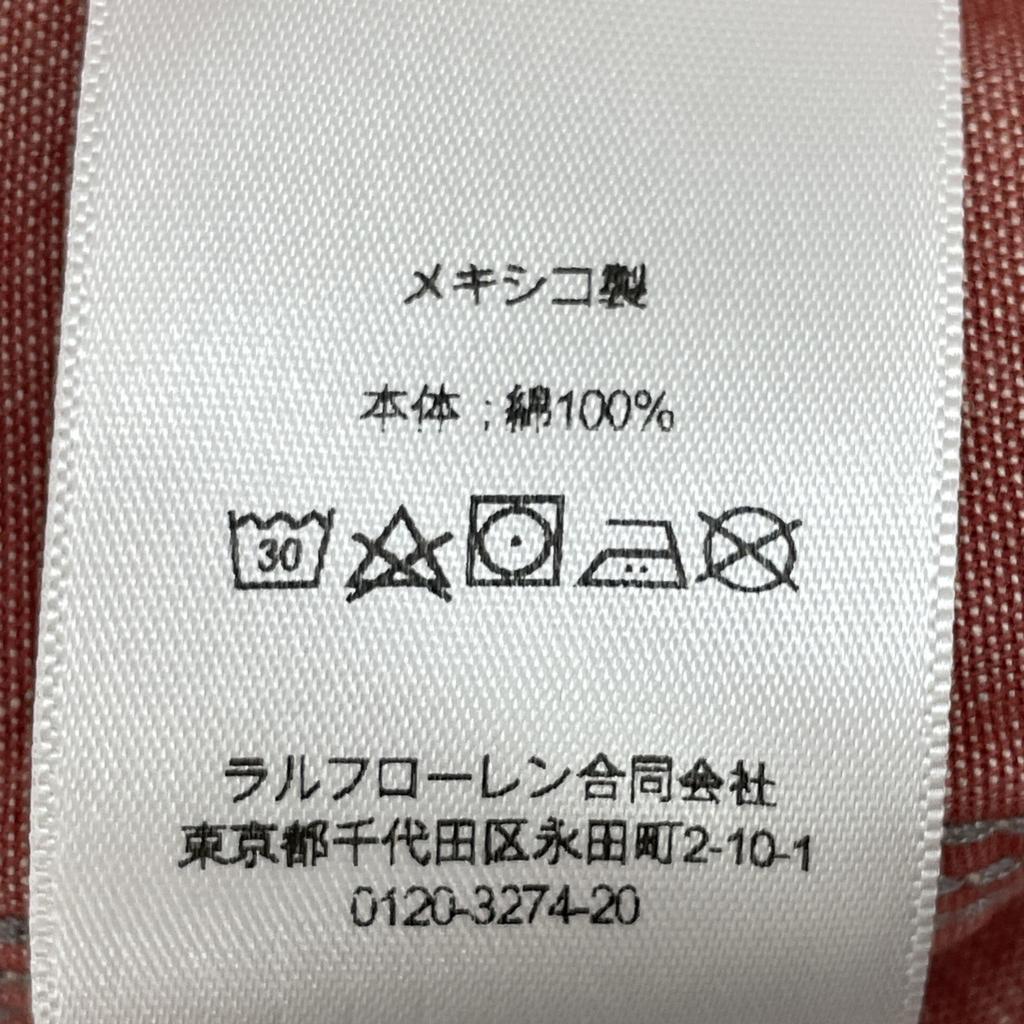 メキシコ製
本体 ; 綿100%
30
ラルフローレン合同会社
東京都千代田区永田町2-10-1
0120-3274-20